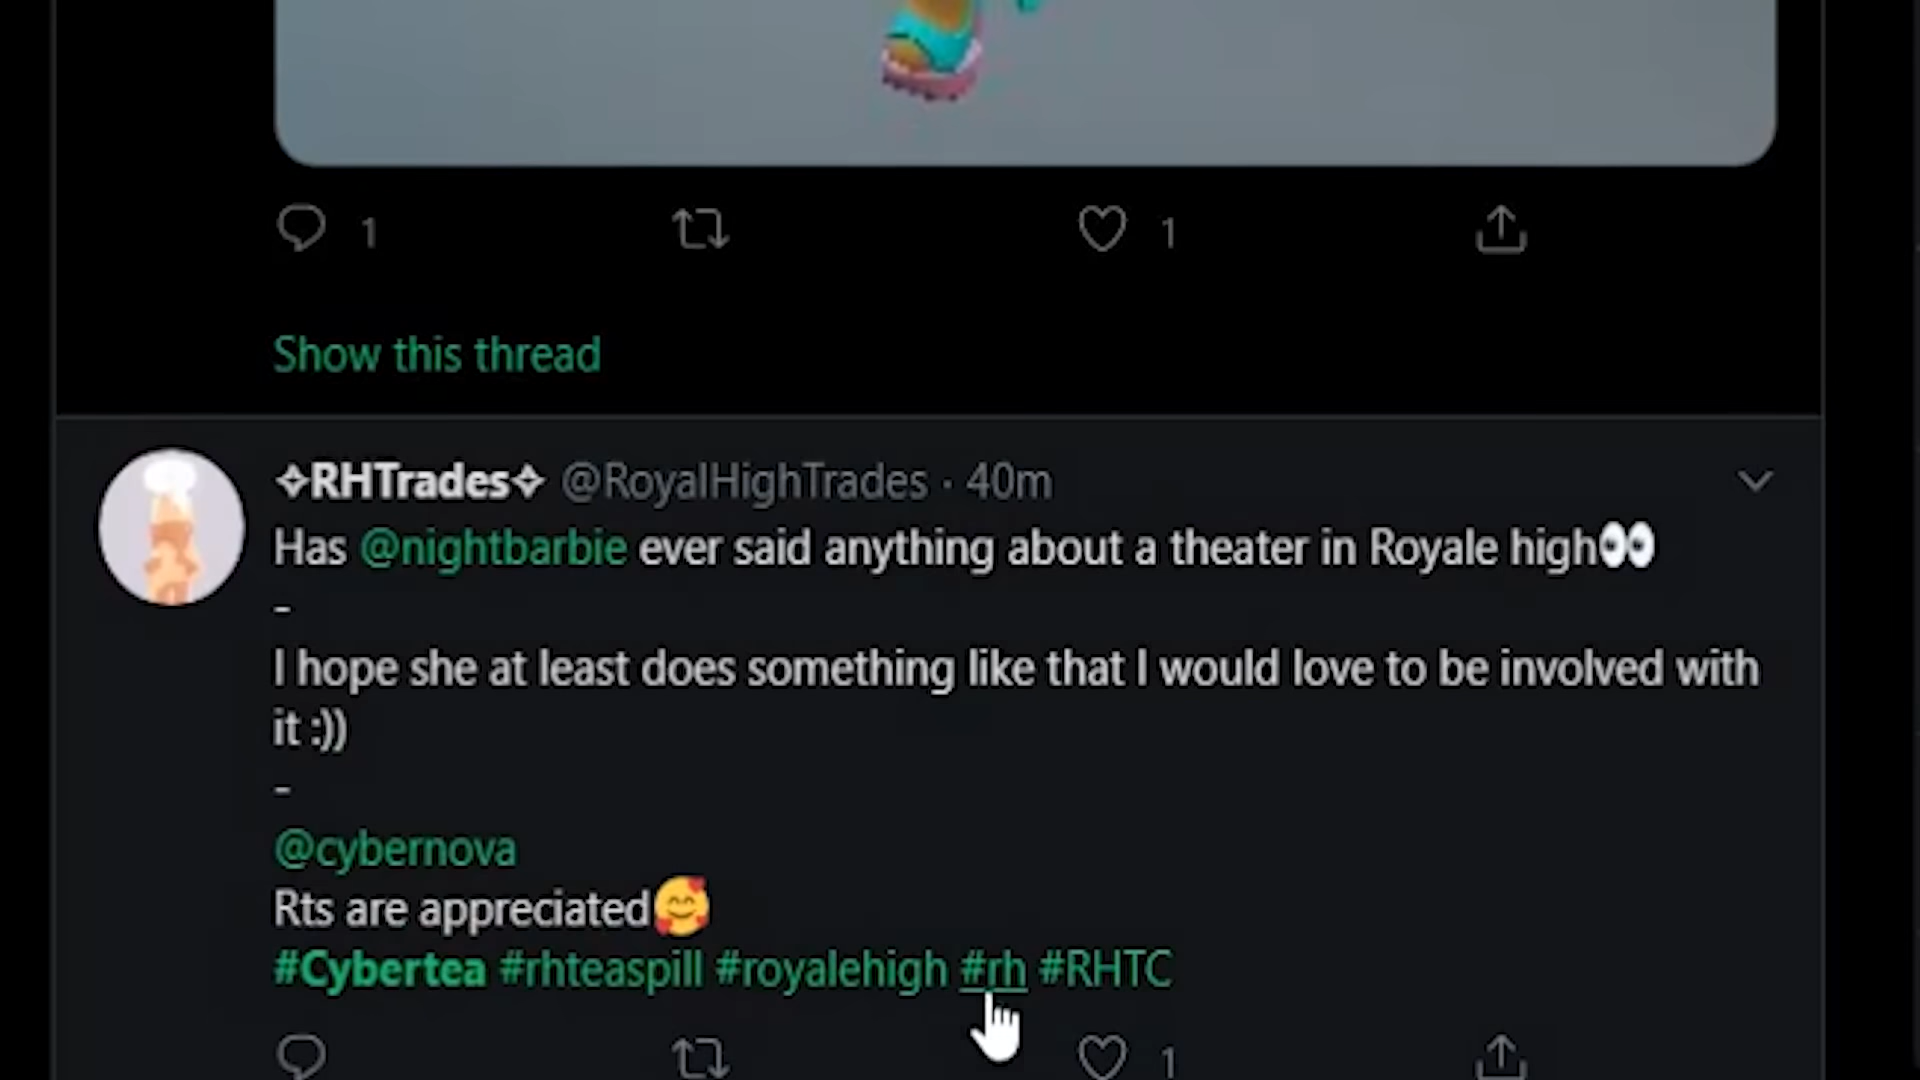 1 1
Show this thread
✧RHTrades✧ @RoyalHighTrades · 40m
Has @nightbarbie ever said anything about a theater in Royale high👀
-
I hope she at least does something like that I would love to be involved with
it :))
-
@cybernova
Rts are appreciated🥰
#Cybertea #rhteaspill #royalehigh #rh #RHTC
1